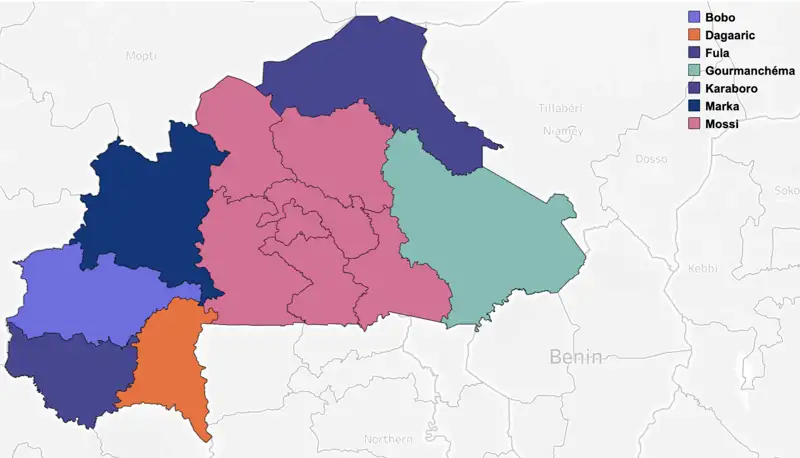 Bobo
Dagaaric
Fula
Gourmanchéma
Karaboro
Marka
Mossi
Mopti
Tillabéri
Niamey
Dosso
Soko
Kebbi
Benin
Northern